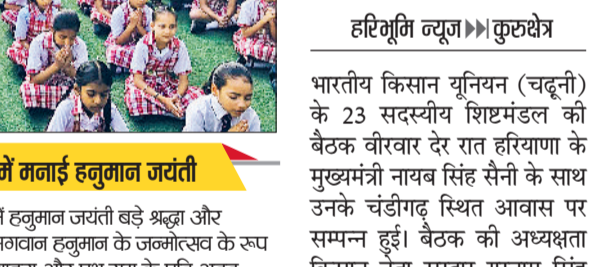 में मनाई हनुमान जयंती
हनुमान जयंती बड़े श्रद्धा और
हनुमान के जन्मोत्सव के रूप
हरिभूमि न्यूज कुरुक्षेत्र
भारतीय किसान यूनियन (चढूनी)
के 23 सदस्यीय शिष्टमंडल की
बैठक वीरवार देर रात हरियाणा के
मुख्यमंत्री नायब सिंह सैनी के साथ
उनके चंडीगढ़ स्थित आवास पर
सम्पन्न हुई। बैठक की अध्यक्षता